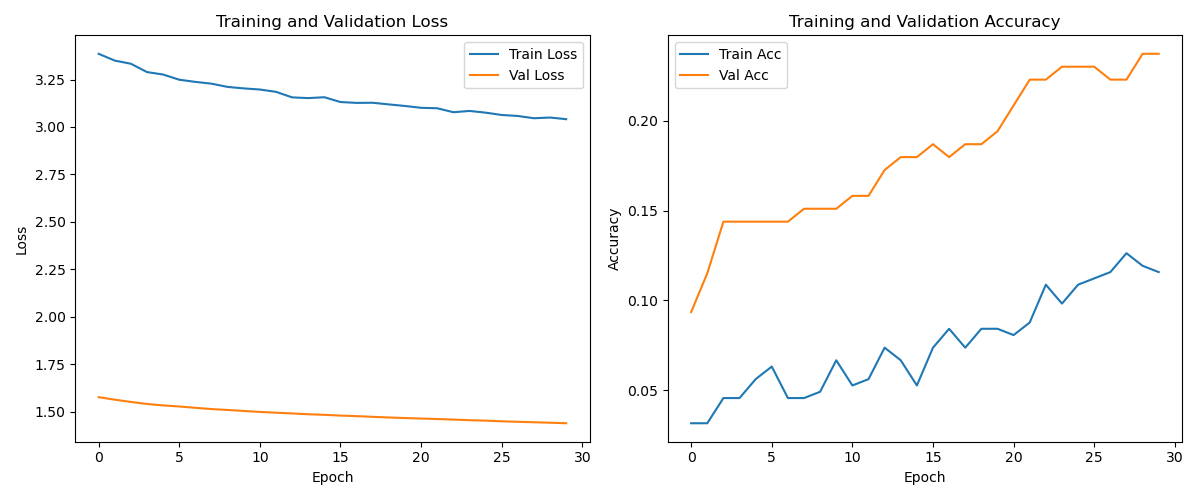 Training and Validation Loss
Train Loss
Val Loss
3.25
3.00
2.75
2.50
2.25
2.00
1.75
1.50
Loss
0 5 10 15 20 25 30
Epoch
Training and Validation Accuracy
Train Acc
Val Acc
0.20
0.15
0.10
0.05
Accuracy
0 5 10 15 20 25 30
Epoch